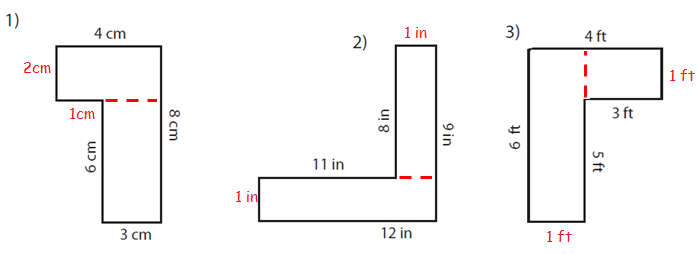 1)
4 cm
2cm
1cm
6 cm
8 cm
3 cm
2)
1 in
8 in
9 in
11 in
1 in
12 in
3)
4 ft
1 ft
3 ft
6 ft
5 ft
1 ft